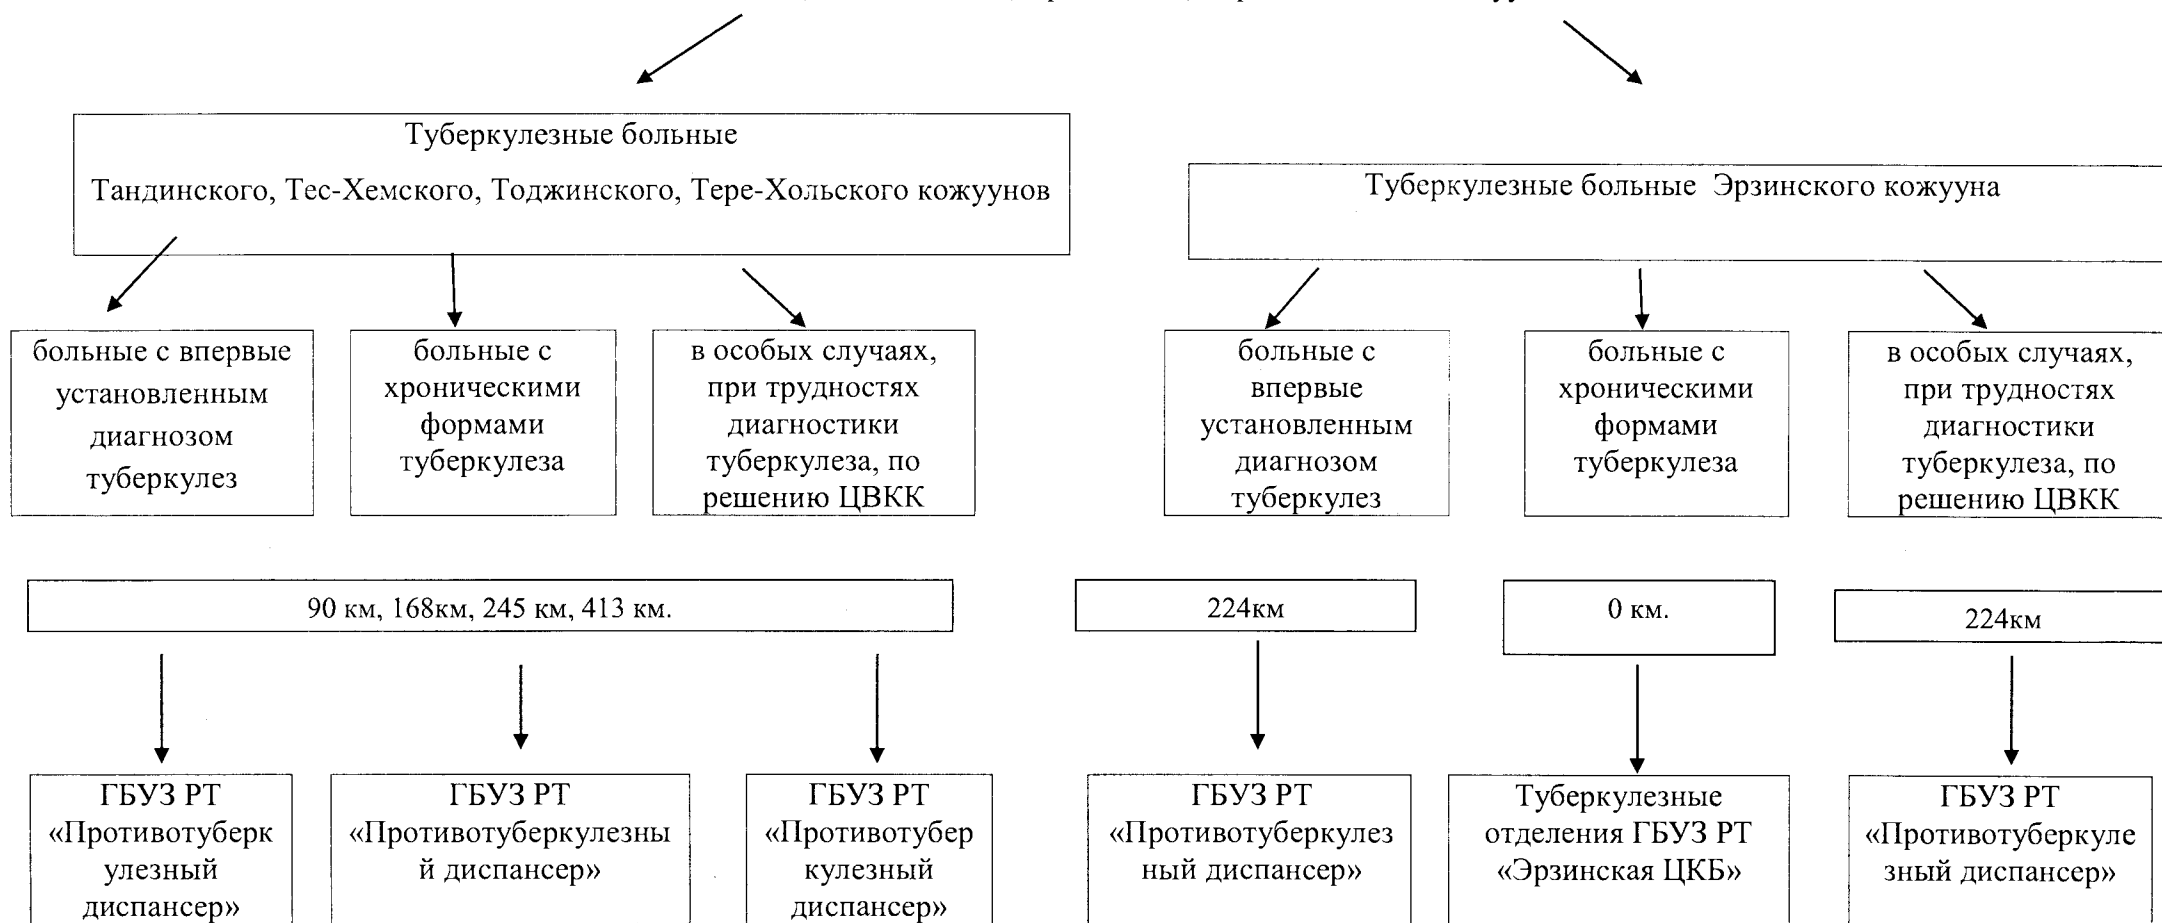 Туберкулезные больные
Тандинского, Тес-Хемского, Тоджинского, Тере-Хольского кожуунов
Туберкулезные больные Эрзинского кожууна
больные с впервые
установленным
диагнозом
туберкулез
больные с
хроническими
формами
туберкулеза
в особых случаях,
при трудностях
диагностики
туберкулеза, по
решению ЦВКК
больные с
впервые
установленным
диагнозом
туберкулез
больные с
хроническими
формами
туберкулеза
в особых случаях,
при трудностях
диагностики
туберкулеза, по
решению ЦВКК
90 км, 168км, 245 км, 413 км.
224км
0 км.
224км
ГБУЗ РТ
«Противотуберк
улезный
диспансер»
ГБУЗ РТ
«Противотуберкулезны
й диспансер»
ГБУЗ РТ
«Противотубер
кулезный
диспансер»
ГБУЗ РТ
«Противотуберкулез
ный диспансер»
Туберкулезные
отделения ГБУЗ РТ
«Эрзинская ЦКБ»
ГБУЗ РТ
«Противотуберкуле
зный диспансер»